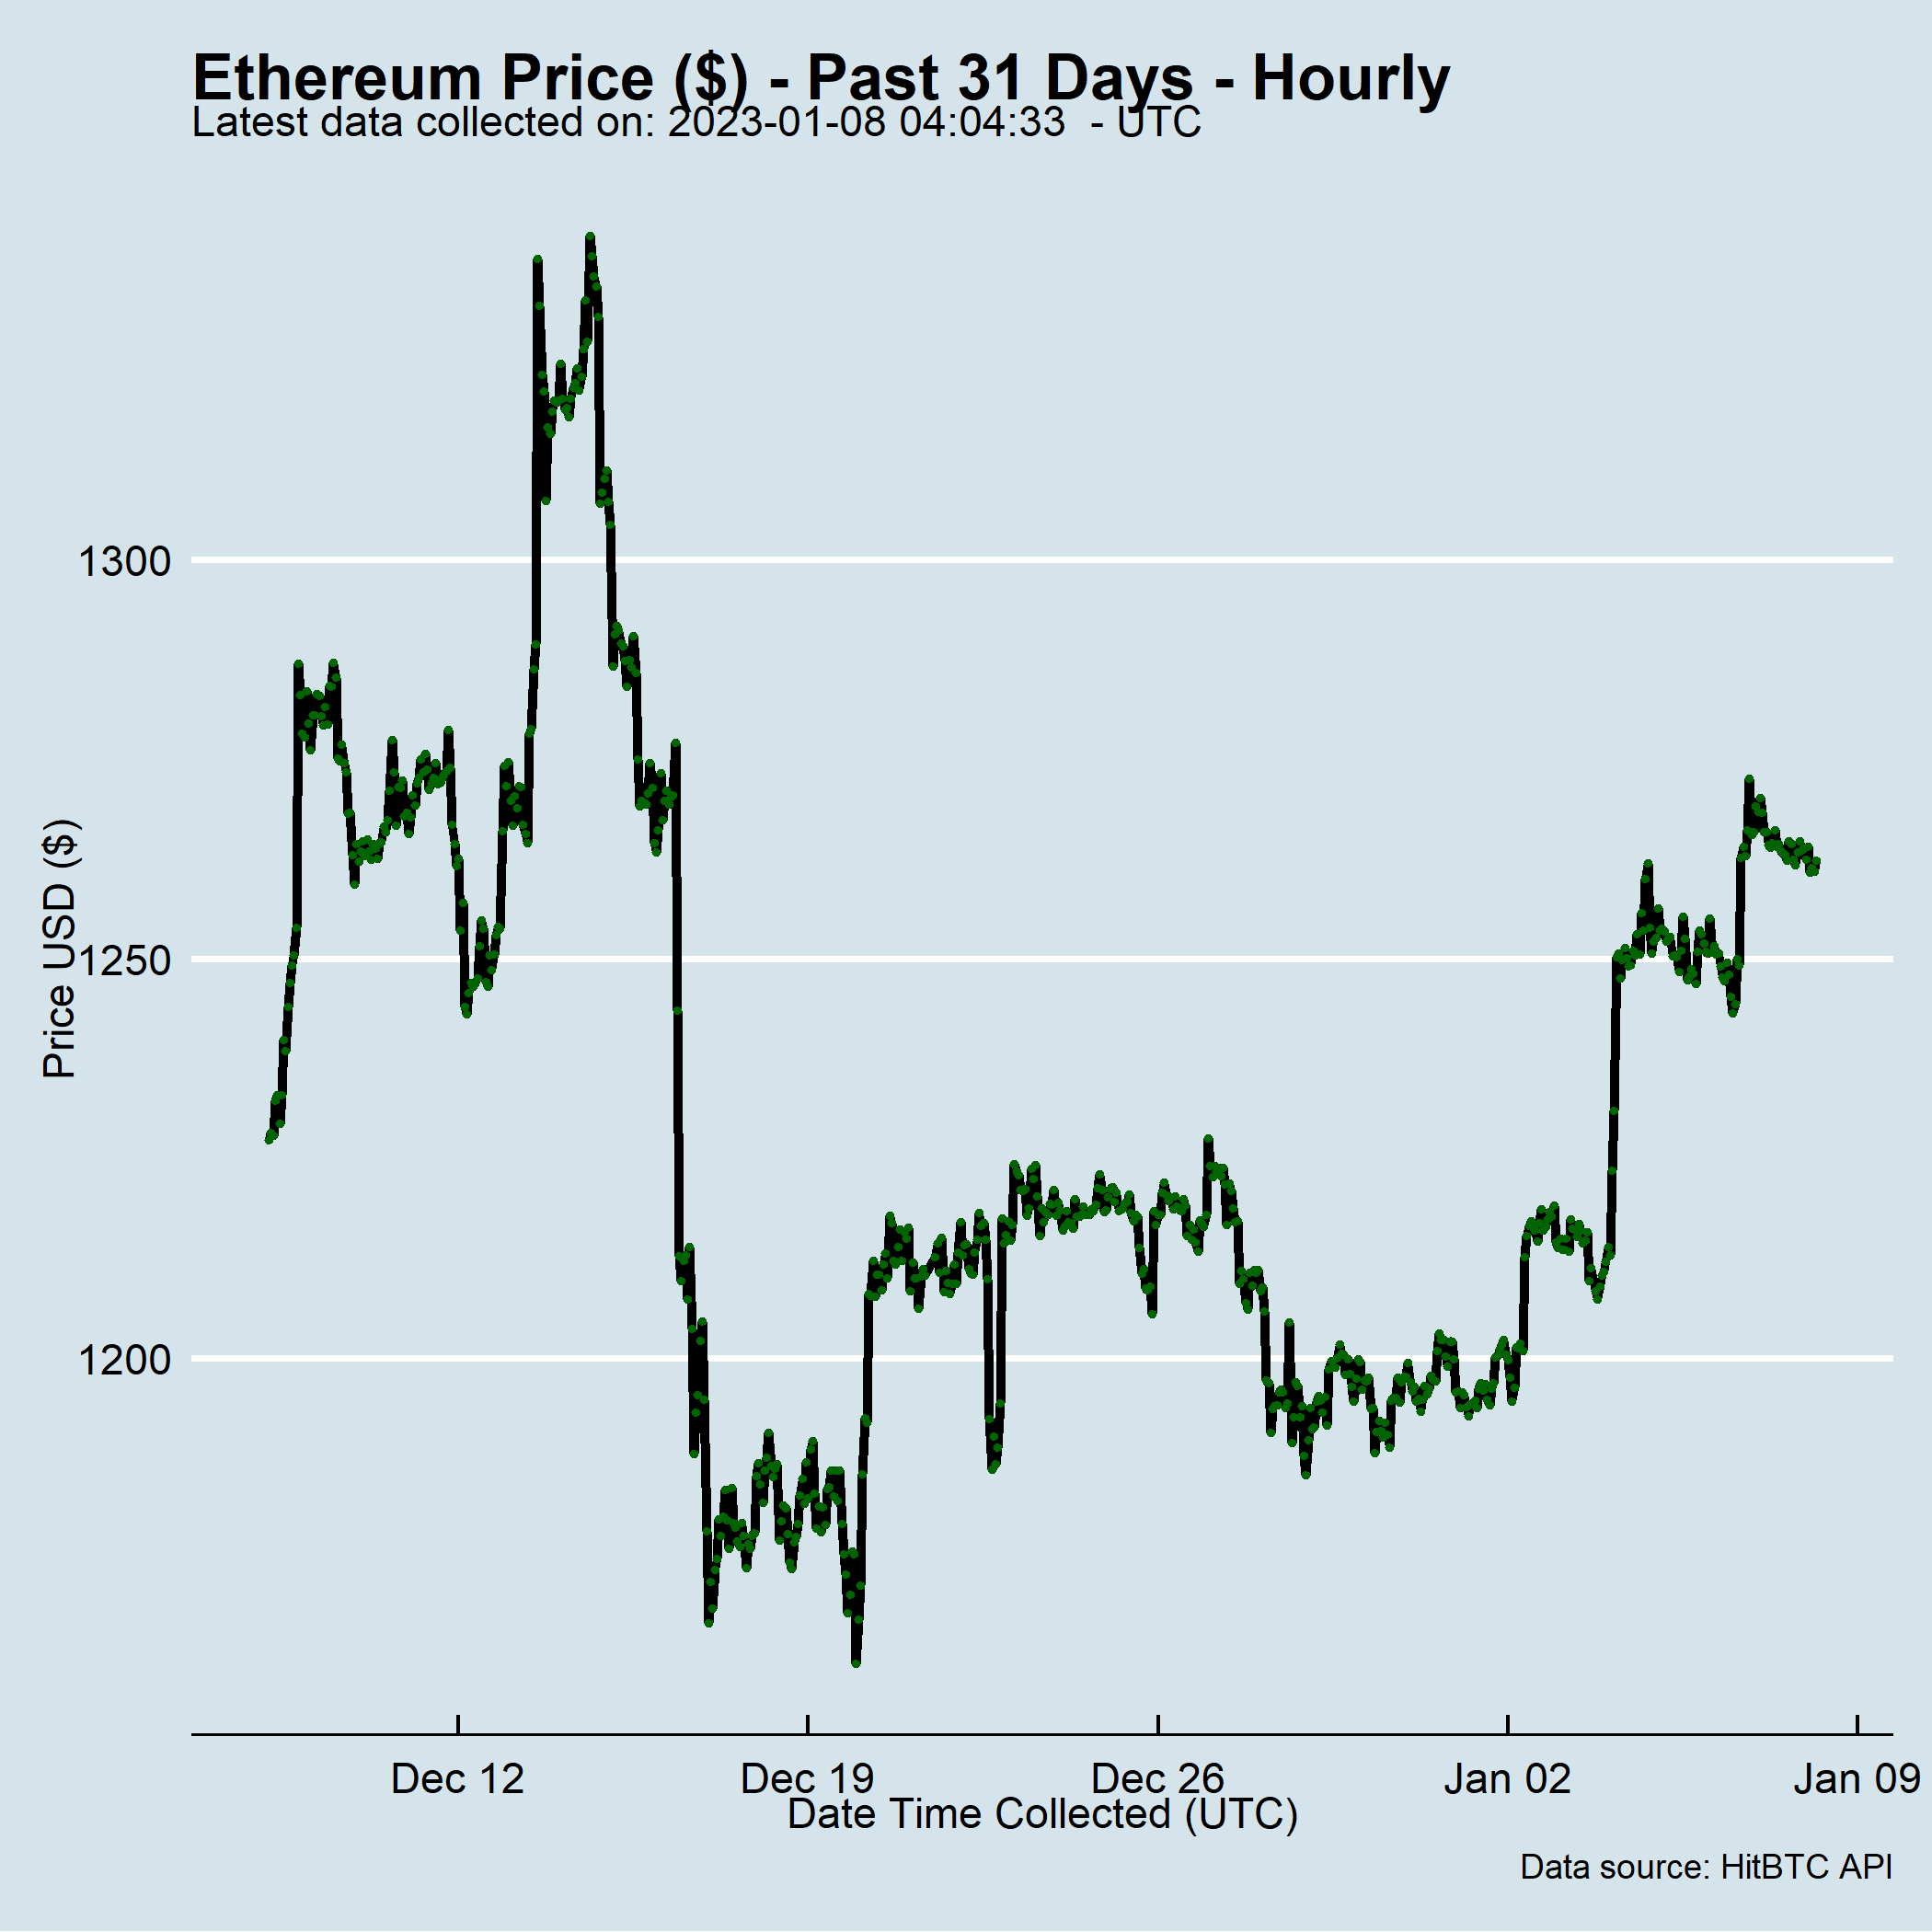 Ethereum Price ($) - Past 31 Days - Hourly
Latest data collected on: 2023-01-08 04:04:33  - UTC
1300
1250
1200
Price USD ($)
Dec 12
Dec 19
Dec 26
Jan 02
Jan 09
Date Time Collected (UTC)
Data source: HitBTC API